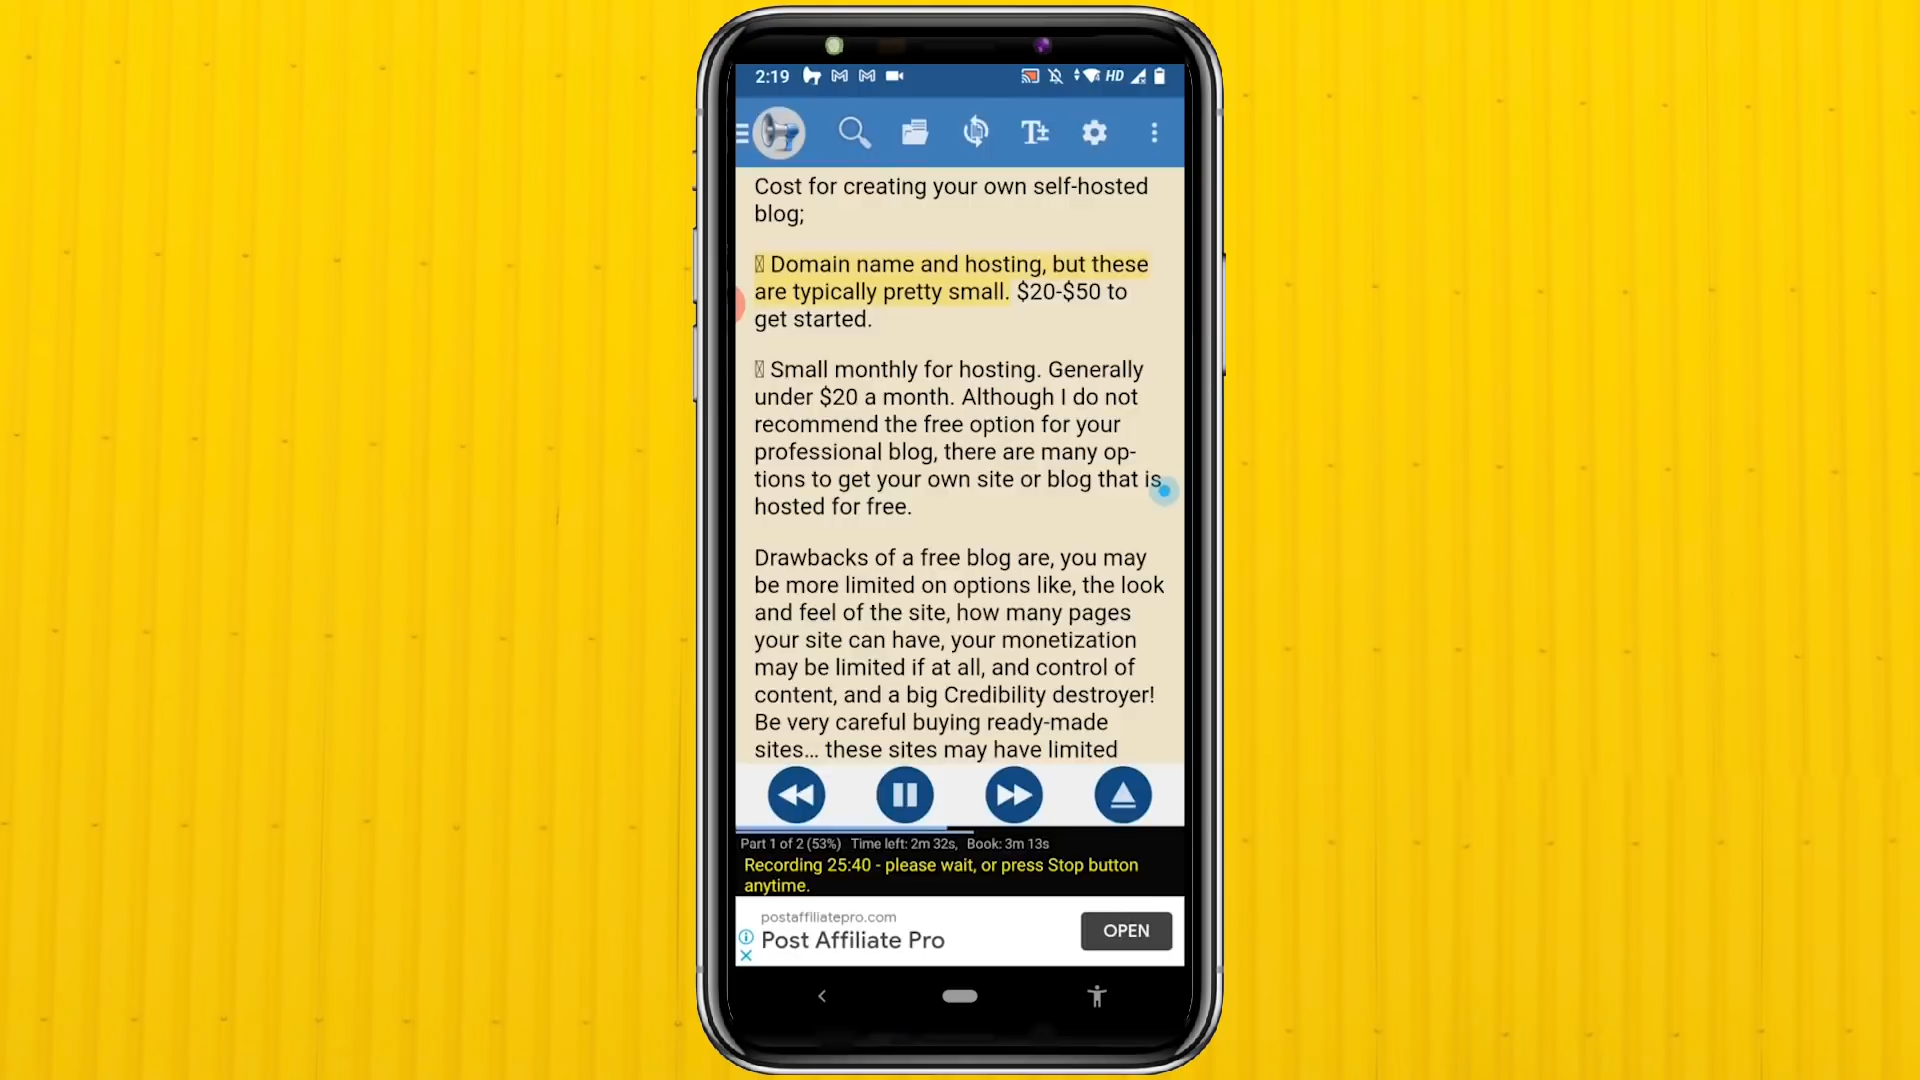 2:19
HD
T±
Cost for creating your own self-hosted
blog;
Domain name and hosting, but these
are typically pretty small. $20-$50 to
get started.
Small monthly for hosting. Generally
under $20 a month. Although I do not
recommend the free option for your
professional blog, there are many op-
tions to get your own site or blog that is
hosted for free.
Drawbacks of a free blog are, you may
be more limited on options like, the look
and feel of the site, how many pages
your site can have, your monetization
may be limited if at all, and control of
content, and a big Credibility destroyer!
Be very careful buying ready-made
sites... these sites may have limited
Part 1 of 2 (53%) Time left: 2m 32s, Book: 3m 13s
Recording 25:40 - please wait, or press Stop button
anytime.
postaffiliatepro.com
Post Affiliate Pro
OPEN